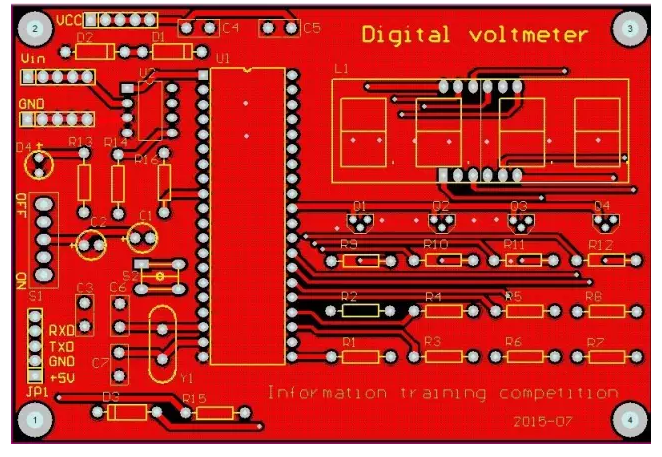 2
VCC
C4
C5
3
D2
D1
Digital voltmeter
Vin
U1
L1
GND
R13
R14
R16
D4 +
OFF
ON
S1
C2
C1
S2
Q1
Q2
Q3
Q4
R9
R10
R11
R12
C3
C6
R2
R4
R5
R8
RXD
TXD
GND
+5V
JP1
C7
Y1
R1
R3
R6
R7
Information training competition
D3
R15
2015-07
1
4